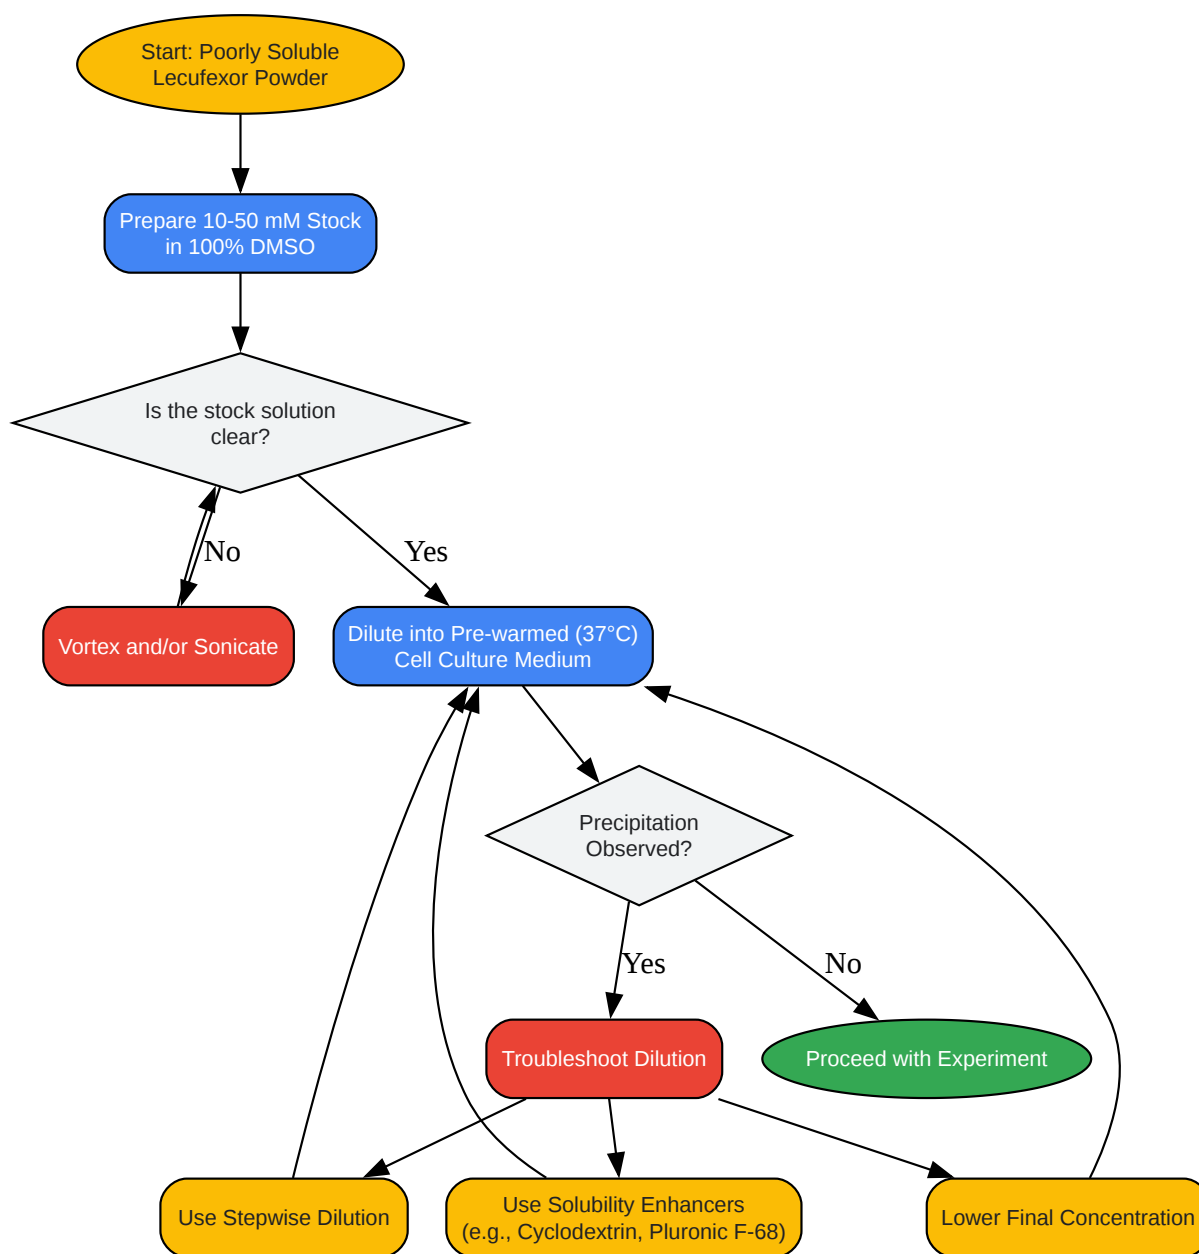 Start: Poorly Soluble
Lecufexor Powder
Prepare 10-50 mM Stock
in 100% DMSO
Is the stock solution
clear?
No
Yes
Vortex and/or Sonicate
Dilute into Pre-warmed (37°C)
Cell Culture Medium
Precipitation
Observed?
Yes
No
Troubleshoot Dilution
Proceed with Experiment
Use Stepwise Dilution
Use Solubility Enhancers
(e.g., Cyclodextrin, Pluronic F-68)
Lower Final Concentration